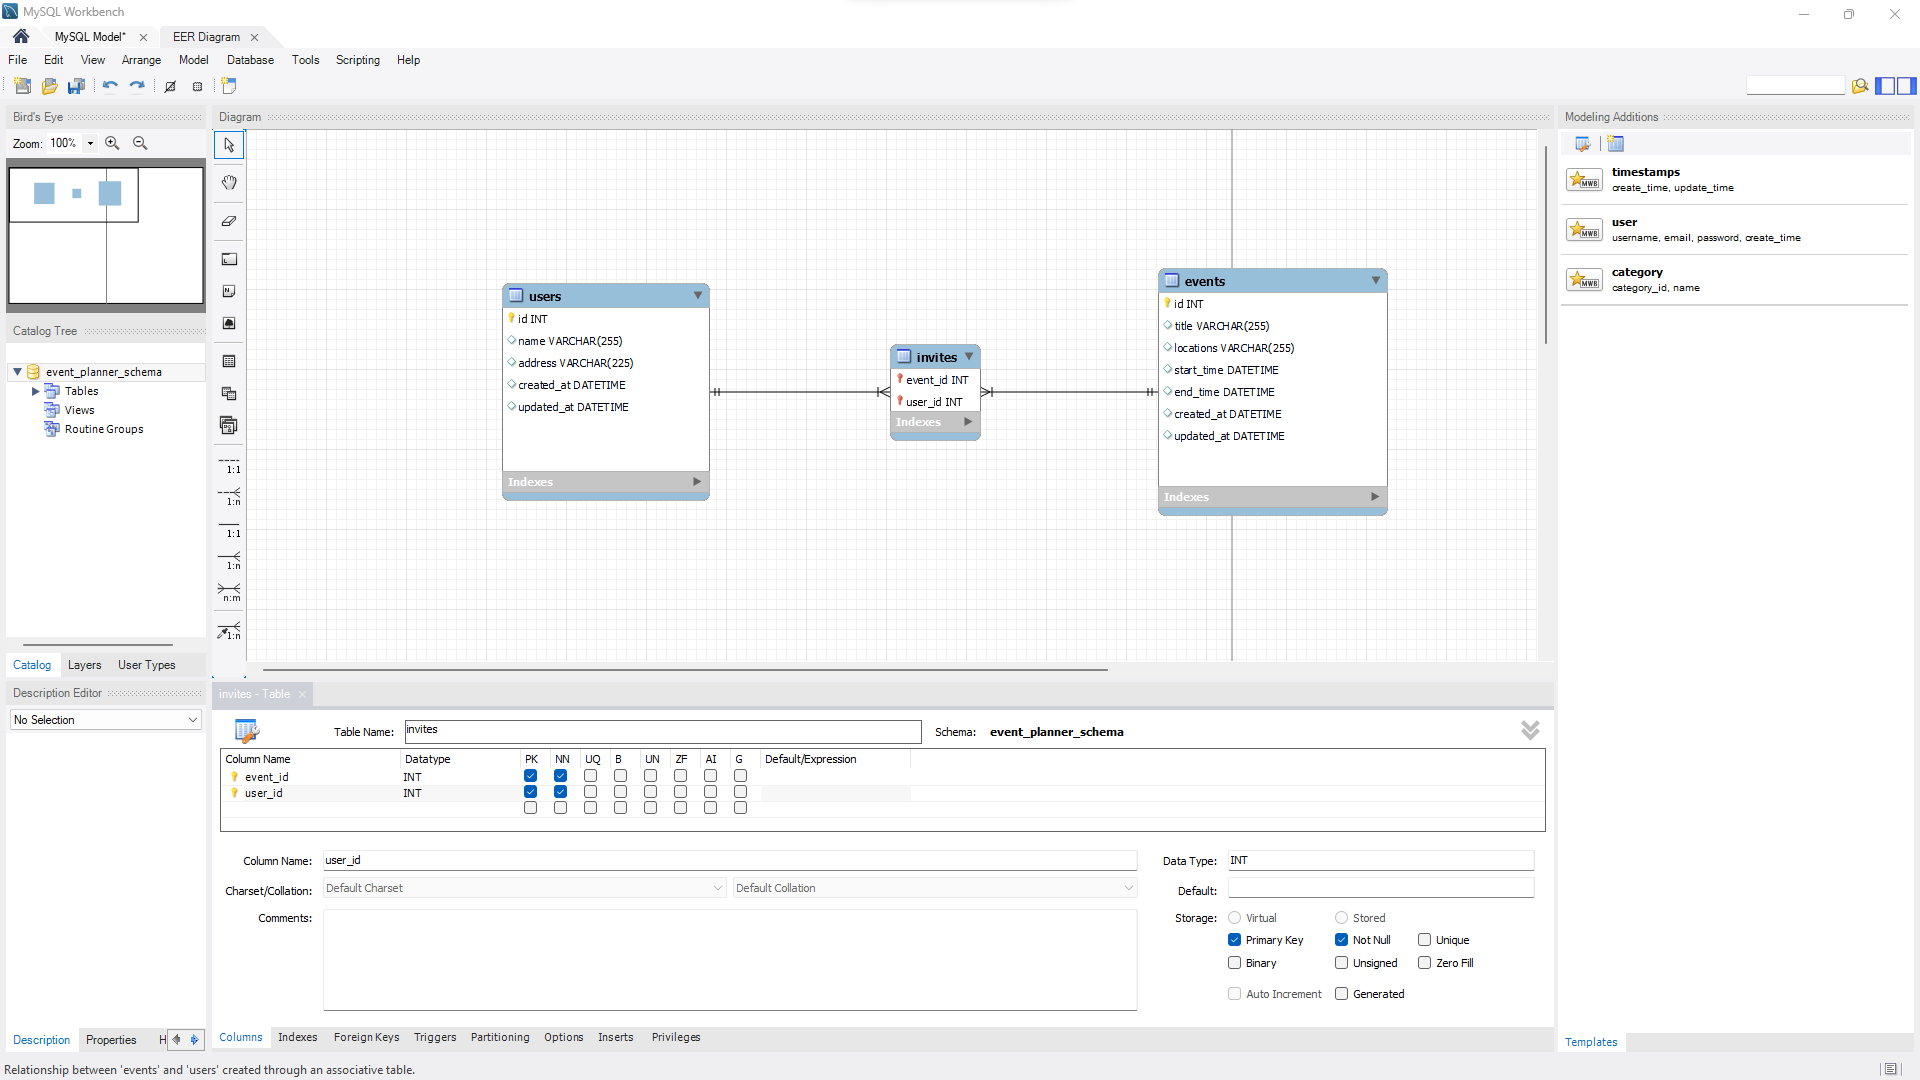 MySQL Workbench
MySQL Model*
EER Diagram
File Edit View Arrange Model Database Tools Scripting Help
Bird's Eye
Zoom: 100%
Catalog Tree
event_planner_schema
Tables
Views
Routine Groups
Catalog Layers User Types
Description Editor
No Selection
Description Properties H
Diagram
1:1
1:n
1:1
1:n
n:m
1:n
users
id INT
name VARCHAR(255)
address VARCHAR(225)
created_at DATETIME
updated_at DATETIME
Indexes
invites
event_id INT
user_id INT
Indexes
events
id INT
title VARCHAR(255)
locations VARCHAR(255)
start_time DATETIME
end_time DATETIME
created_at DATETIME
updated_at DATETIME
Indexes
Modeling Additions
timestamps
create_time, update_time
user
username, email, password, create_time
category
category_id, name
Templates
invites - Table
Table Name: invites Schema: event_planner_schema
Column Name Datatype PK NN UQ B UN ZF AI G Default/Expression
event_id INT
user_id INT
Column Name: user_id Data Type: INT
Charset/Collation: Default Charset Default Collation Default:
Comments: Storage: Virtual Stored
Primary Key Not Null Unique
Binary Unsigned Zero Fill
Auto Increment Generated
Columns Indexes Foreign Keys Triggers Partitioning Options Inserts Privileges
Relationship between 'events' and 'users' created through an associative table.